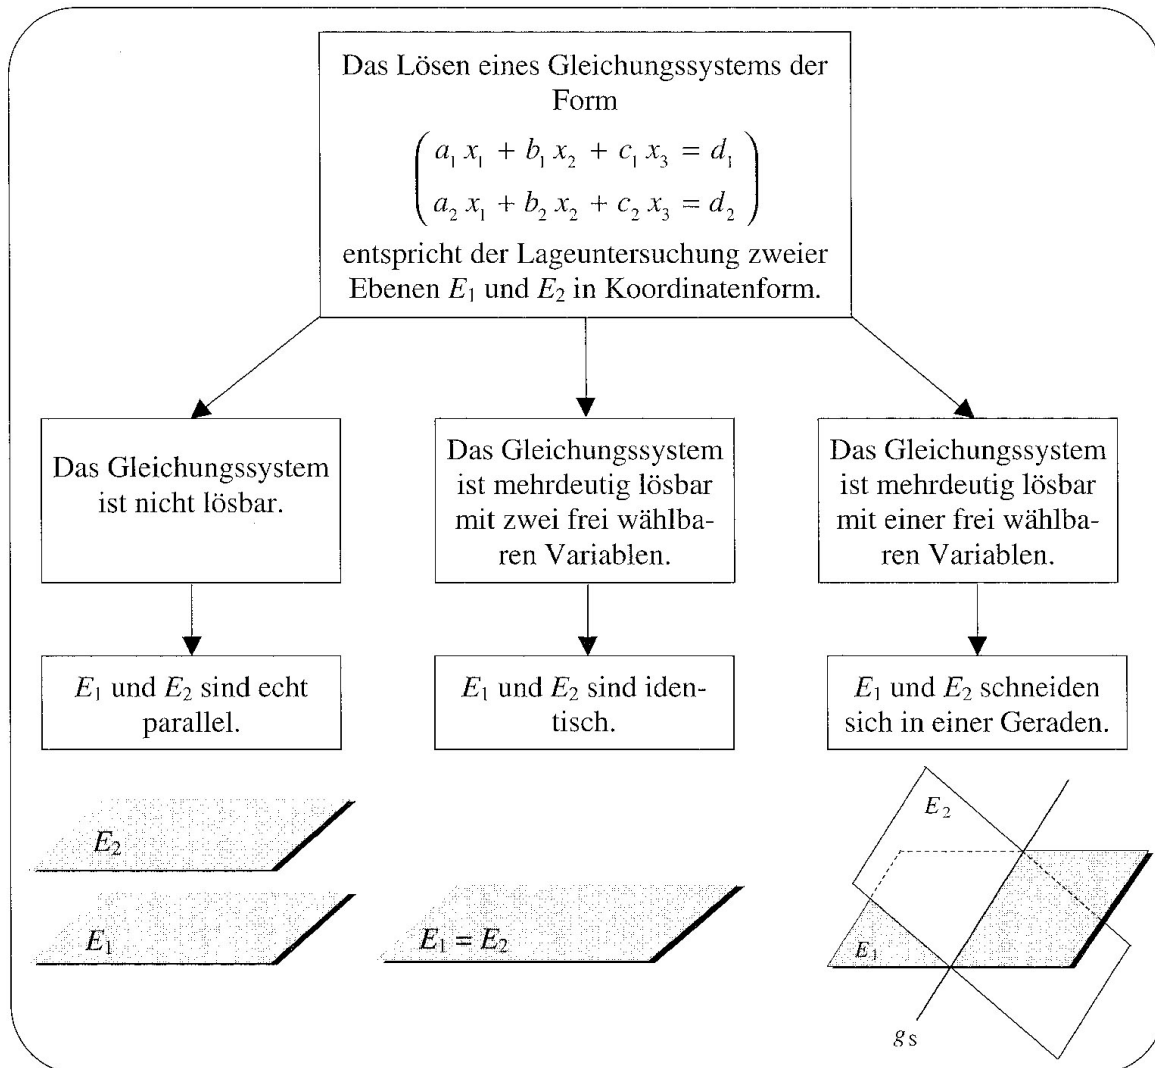 Das Lösen eines Gleichungssystems der
Form
a₁ x₁ + b₁ x₂ + c₁ x₃ = d₁
a₂ x₁ + b₂ x₂ + c₂ x₃ = d₂
entspricht der Lageuntersuchung zweier
Ebenen E₁ und E₂ in Koordinatenform.
Das Gleichungssystem
ist nicht lösbar.
Das Gleichungssystem
ist mehrdeutig lösbar
mit zwei frei wählba-
ren Variablen.
Das Gleichungssystem
ist mehrdeutig lösbar
mit einer frei wählba-
ren Variablen.
E₁ und E₂ sind echt
parallel.
E₁ und E₂ sind iden-
tisch.
E₁ und E₂ schneiden
sich in einer Geraden.
E₂
E₁
E₁ = E₂
E₂
E₁
gs